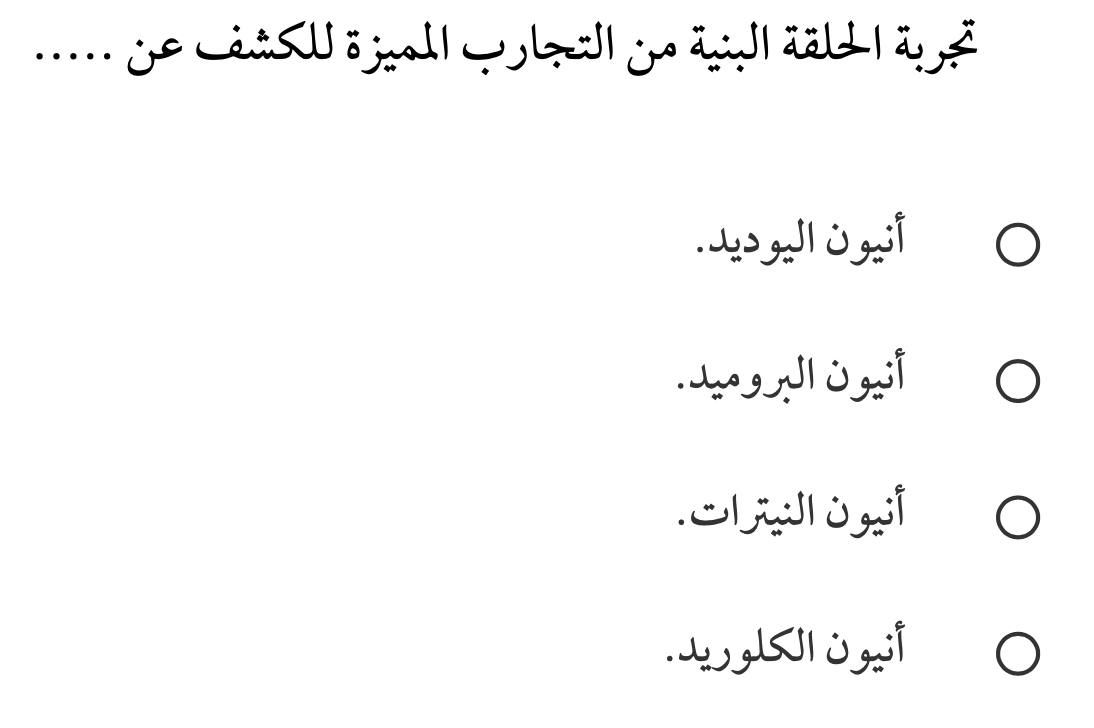 تجربة الحلقة البنية من التجارب المميزة للكشف عن .....
أنيون اليوديد.
أنيون البروميد.
أنيون النيترات.
أنيون الكلوريد.